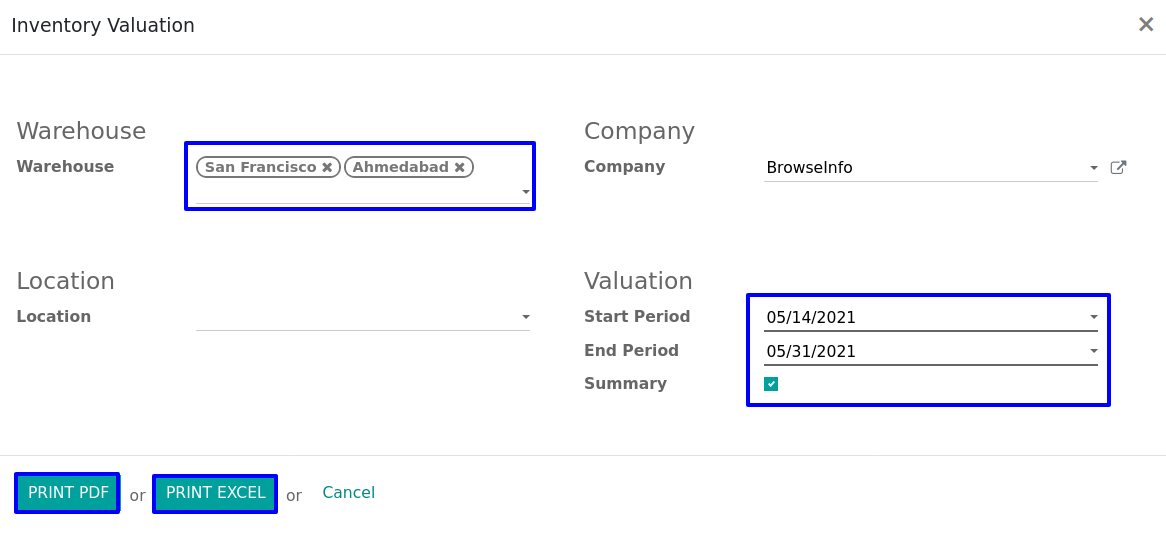 Inventory Valuation
Warehouse
Warehouse San Francisco Ahmedabad
Company
Company BrowseInfo
Location
Location
Valuation
Start Period 05/14/2021
End Period 05/31/2021
Summary
PRINT PDF or PRINT EXCEL or Cancel